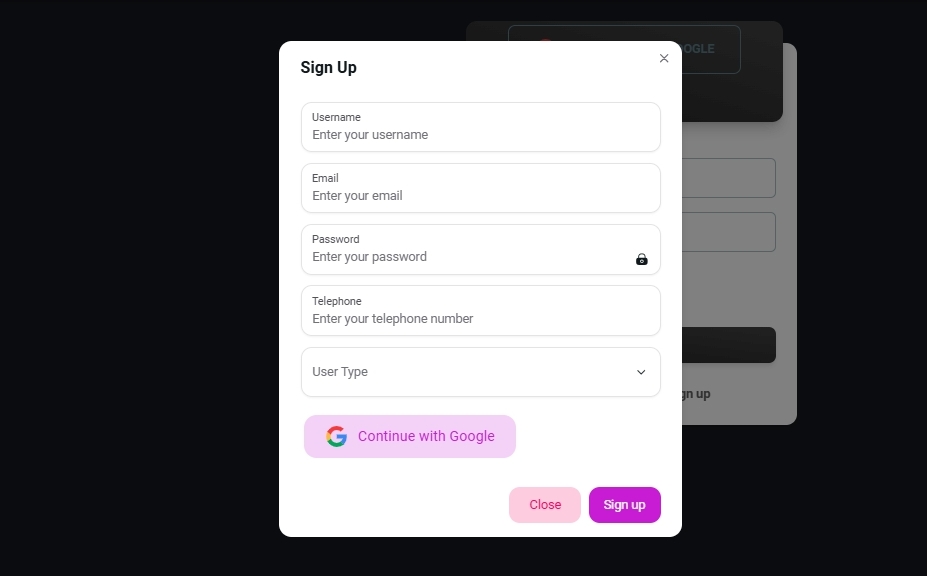 OOGLE
Sign Up
Username
Enter your username
Email
Enter your email
Password
Enter your password
Telephone
Enter your telephone number
User Type
gn up
Continue with Google
Close
Sign up